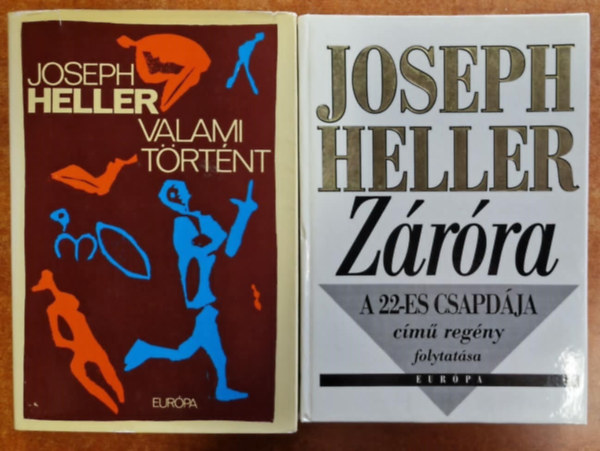 JOSEPH
HELLER
VALAMI
TÖRTÉNT
EURÓPA
JOSEPH
HELLER
Záróra
A 22-ES CSAPDÁJA
című regény
folytatása
EURÓPA